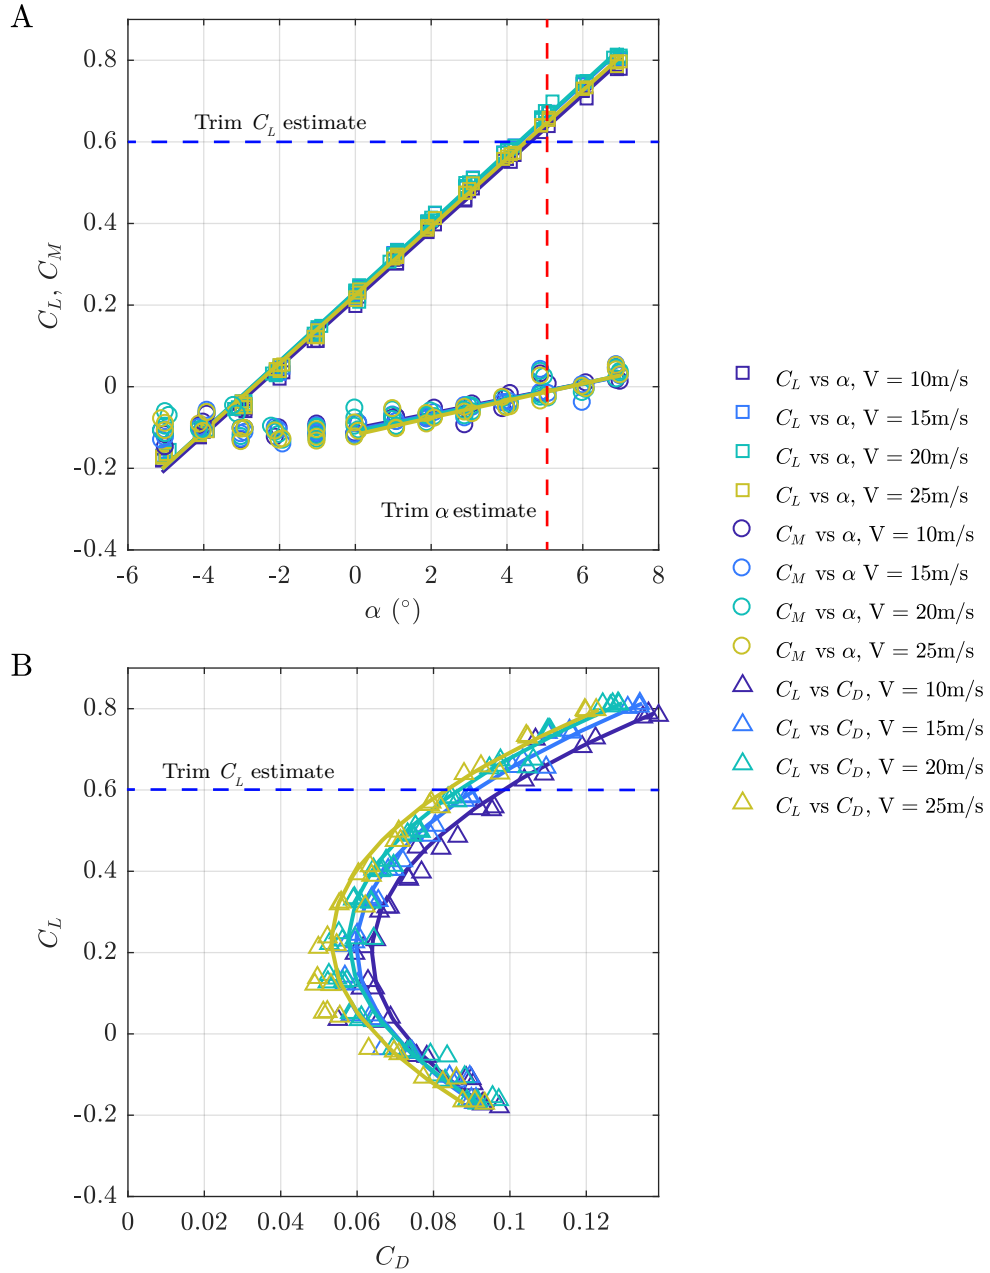 A
0.8
0.6
0.4
0.2
0
-0.2
-0.4
C_L, C_M
Trim C_L estimate
Trim α estimate
-6 -4 -2 0 2 4 6 8
α (°)
C_L vs α, V = 10m/s
C_L vs α, V = 15m/s
C_L vs α, V = 20m/s
C_L vs α, V = 25m/s
C_M vs α, V = 10m/s
C_M vs α V = 15m/s
C_M vs α, V = 20m/s
C_M vs α, V = 25m/s
C_L vs C_D, V = 10m/s
C_L vs C_D, V = 15m/s
C_L vs C_D, V = 20m/s
C_L vs C_D, V = 25m/s
B
0.8
0.6
0.4
0.2
0
-0.2
-0.4
C_L
Trim C_L estimate
0 0.02 0.04 0.06 0.08 0.1 0.12
C_D